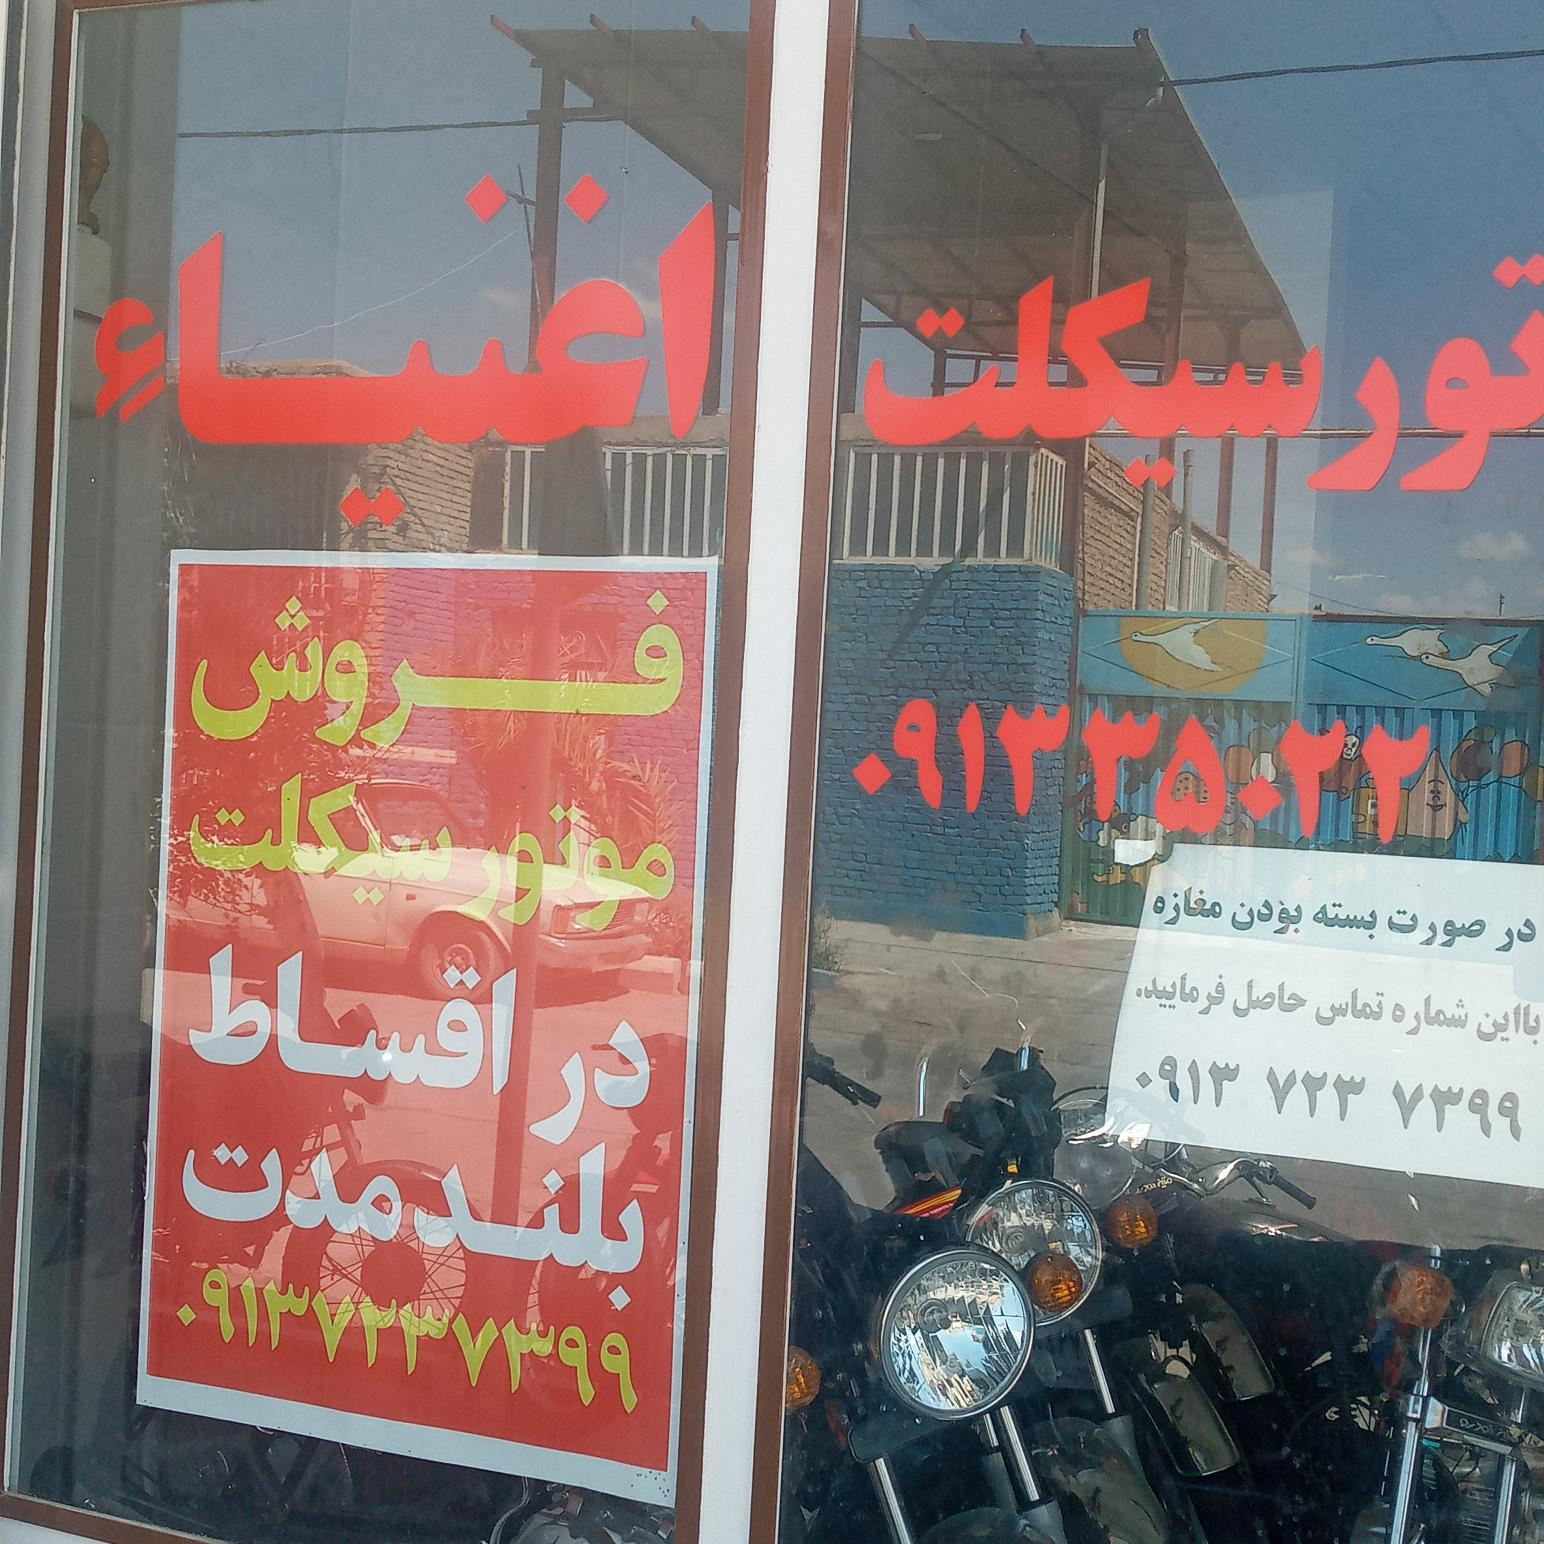 تورسیکلت اغنیاء
۰۹۱۳۳۵۰۲۲
در صورت بسته بودن مغازه
بااین شماره تماس حاصل فرمایید.
۰۹۱۳ ۷۲۳ ۷۳۹۹
فروش
موتورسیکلت
در اقساط
بلندمدت
۰۹۱۳۷۲۳۷۳۹۹